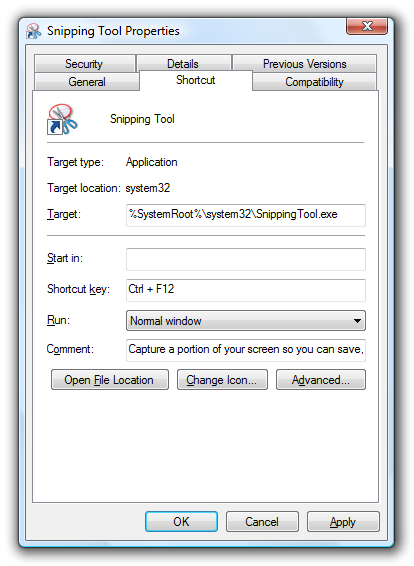 Snipping Tool Properties
Security Details Previous Versions
General Shortcut Compatibility
Snipping Tool
Target type: Application
Target location: system32
Target: %SystemRoot%\system32\SnippingTool.exe
Start in:
Shortcut key: Ctrl + F12
Run: Normal window
Comment: Capture a portion of your screen so you can save,
Open File Location Change Icon... Advanced...
OK Cancel Apply